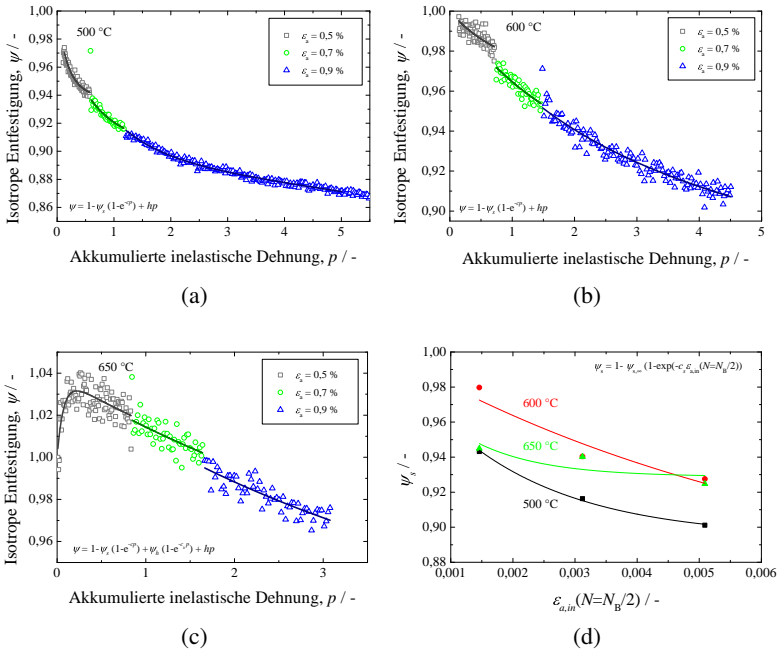 (a)
500 °C
εa = 0,5 %
εa = 0,7 %
εa = 0,9 %
Isotrope Entfestigung, ψ / -
1,00
0,98
0,96
0,94
0,92
0,90
0,88
0,86
ψ = 1-ψs (1-e^-cp) + hp
0 1 2 3 4 5
Akkumulierte inelastische Dehnung, p / -
(a)
(b)
600 °C
εa = 0,5 %
εa = 0,7 %
εa = 0,9 %
Isotrope Entfestigung, ψ / -
1,00
0,98
0,96
0,94
0,92
0,90
ψ = 1-ψs (1-e^-cp) + hp
0 1 2 3 4 5
Akkumulierte inelastische Dehnung, p / -
(b)
(c)
650 °C
εa = 0,5 %
εa = 0,7 %
εa = 0,9 %
Isotrope Entfestigung, ψ / -
1,04
1,02
1,00
0,98
0,96
ψ = 1-ψs (1-e^-cp) + ψh (1-e^-csp) + hp
0 1 2 3
Akkumulierte inelastische Dehnung, p / -
(c)
(d)
ψs = 1- ψs,∞ (1-exp(-cs εa,in(N=NB/2))
600 °C
650 °C
500 °C
ψs / -
1,00
0,98
0,96
0,94
0,92
0,90
0,88
0,001 0,002 0,003 0,004 0,005 0,006
εa,in(N=NB/2) / -
(d)